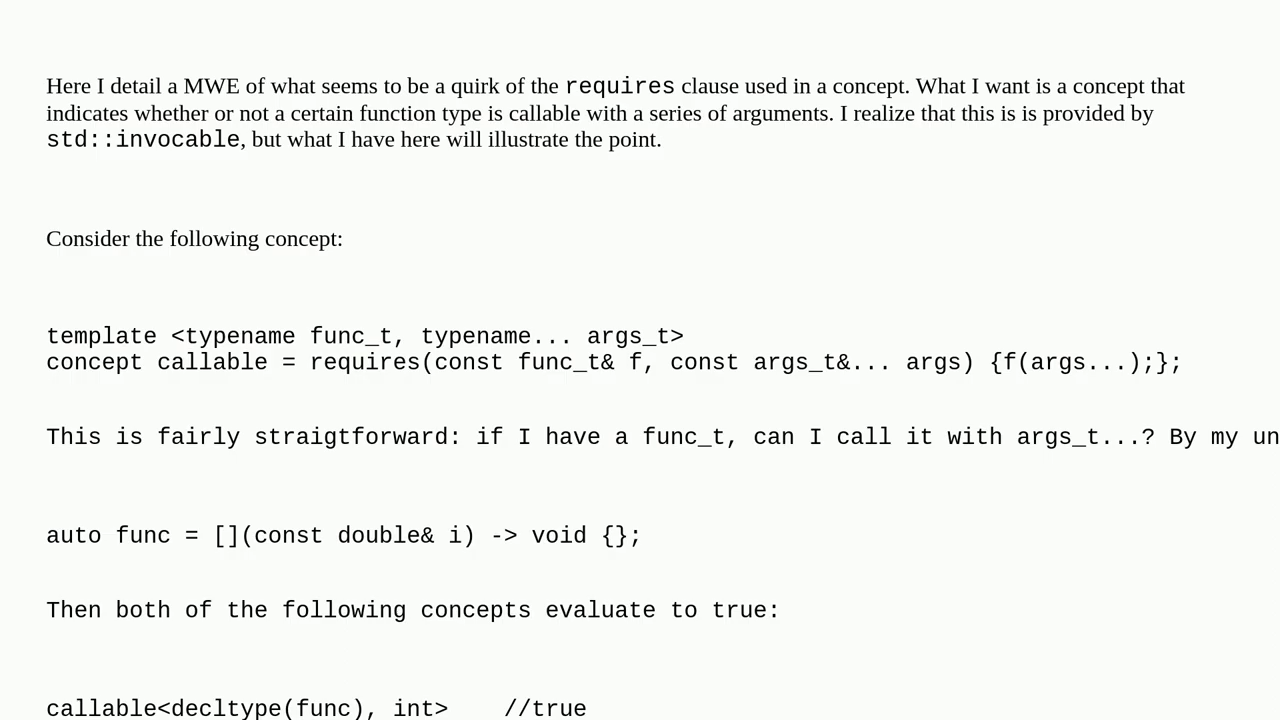 Here I detail a MWE of what seems to be a quirk of the requires clause used in a concept. What I want is a concept that
indicates whether or not a certain function type is callable with a series of arguments. I realize that this is is provided by
std::invocable, but what I have here will illustrate the point.
Consider the following concept:
template <typename func_t, typename... args_t>
concept callable = requires(const func_t& f, const args_t&... args) {f(args...);};
This is fairly straigtforward: if I have a func_t, can I call it with args_t...? By my un
auto func = [](const double& i) -> void {};
Then both of the following concepts evaluate to true:
callable<decltype(func), int>    //true